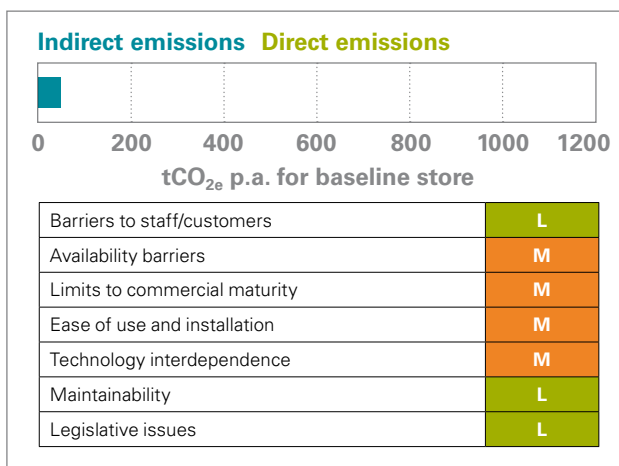 Indirect emissions Direct emissions
0 200 400 600 800 1000 1200
tCO2e p.a. for baseline store
Barriers to staff/customers L
Availability barriers M
Limits to commercial maturity M
Ease of use and installation M
Technology interdependence M
Maintainability L
Legislative issues L